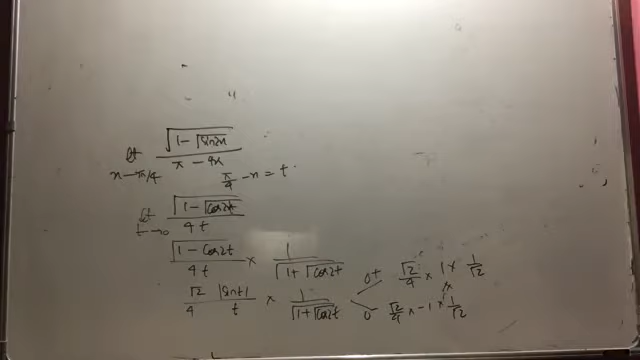 lt √(1 - √sin2x) / (π - 4x)
x→π/4    π/4 - x = t
lt √(1 - √cos2t) / 4t
t→0
√(1 - cos2t) / 4t × 1 / √(1 + √cos2t)    0+ √2/4 × 1 × 1/√2
√2/4 |sint| / t × 1 / √(1 + √cos2t)    0- √2/4 × -1 × 1/√2